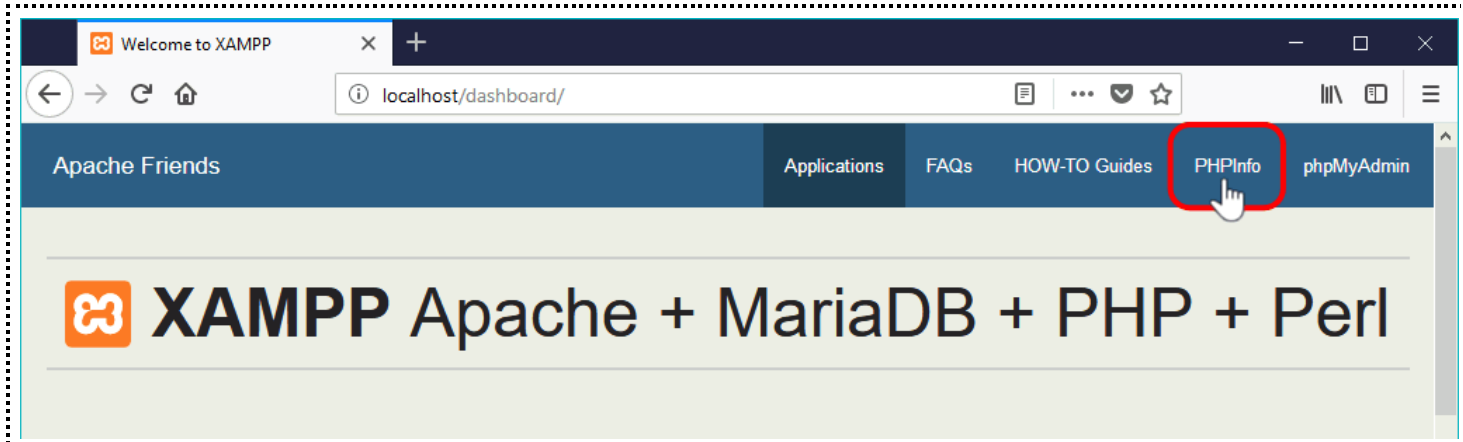 Welcome to XAMPP
localhost/dashboard/
Apache Friends Applications FAQs HOW-TO Guides PHPInfo phpMyAdmin
XAMPP Apache + MariaDB + PHP + Perl